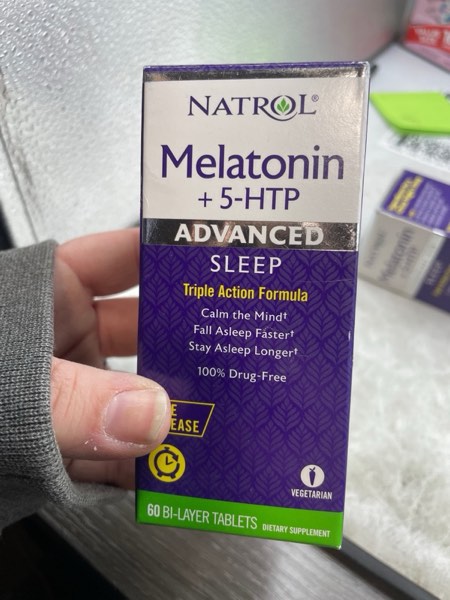 NATROL®
Melatonin
+ 5-HTP
ADVANCED
SLEEP
Triple Action Formula
Calm the Mind†
Fall Asleep Faster†
Stay Asleep Longer†
100% Drug-Free
VEGETARIAN
60 BI-LAYER TABLETS DIETARY SUPPLEMENT
NATROL